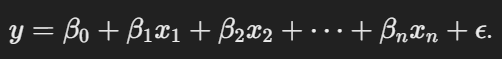 y = β₀ + β₁x₁ + β₂x₂ + ⋯ + βₙxₙ + ϵ.